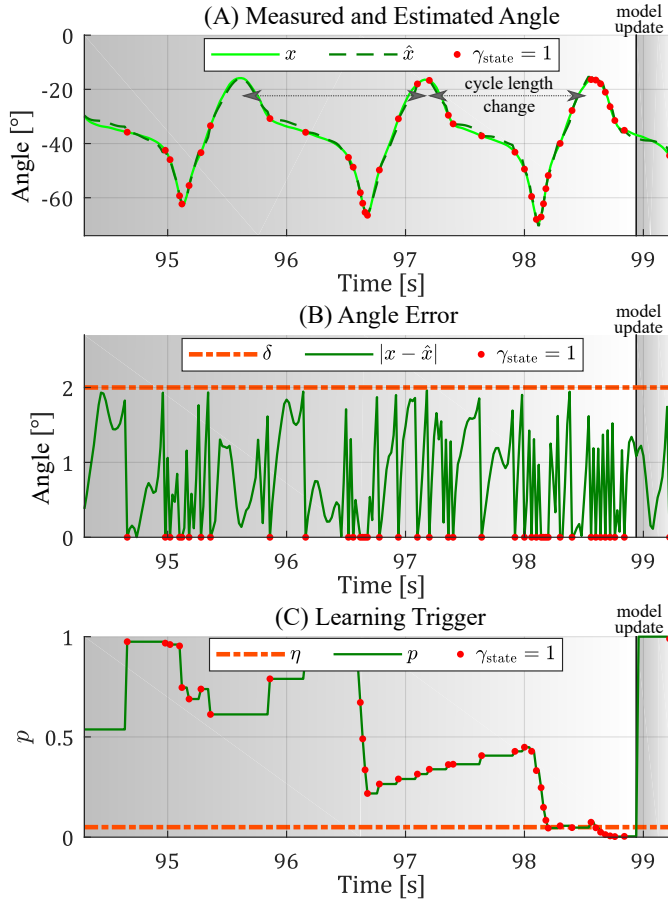 (A) Measured and Estimated Angle
model
update
0
-20
-40
-60
Angle [°]
x
x̂
γstate = 1
cycle length
change
95
96
97
98
99
Time [s]
(B) Angle Error
model
update
2
1
0
Angle [°]
δ
|x − x̂|
γstate = 1
95
96
97
98
99
Time [s]
(C) Learning Trigger
model
update
1
0.5
0
p
η
p
γstate = 1
95
96
97
98
99
Time [s]